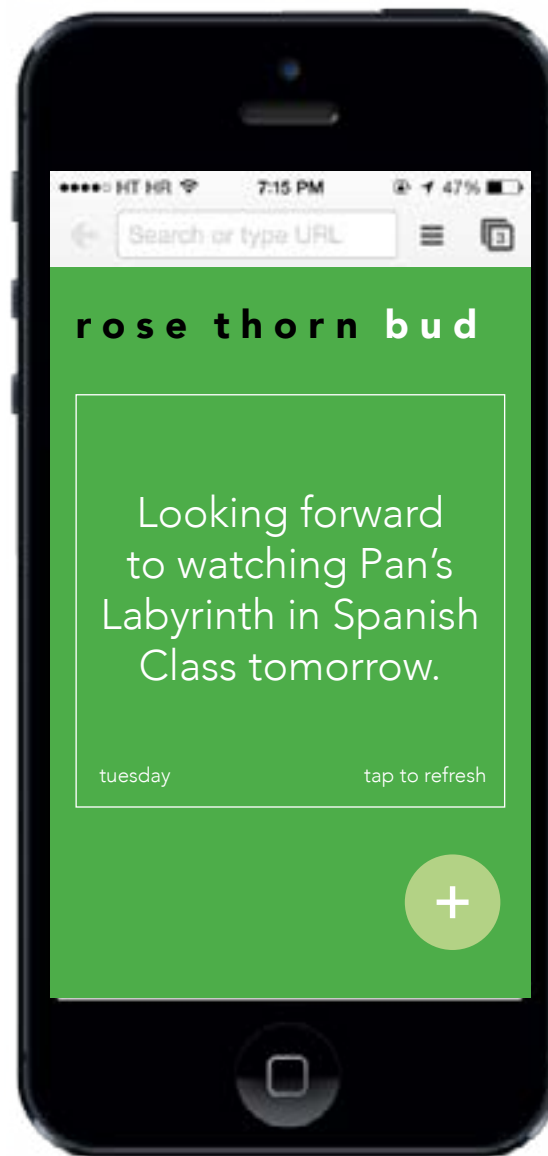 HT HR 7:15 PM 47%
Search or type URL 3
rose thorn bud
Looking forward
to watching Pan’s
Labyrinth in Spanish
Class tomorrow.
tuesday tap to refresh
+